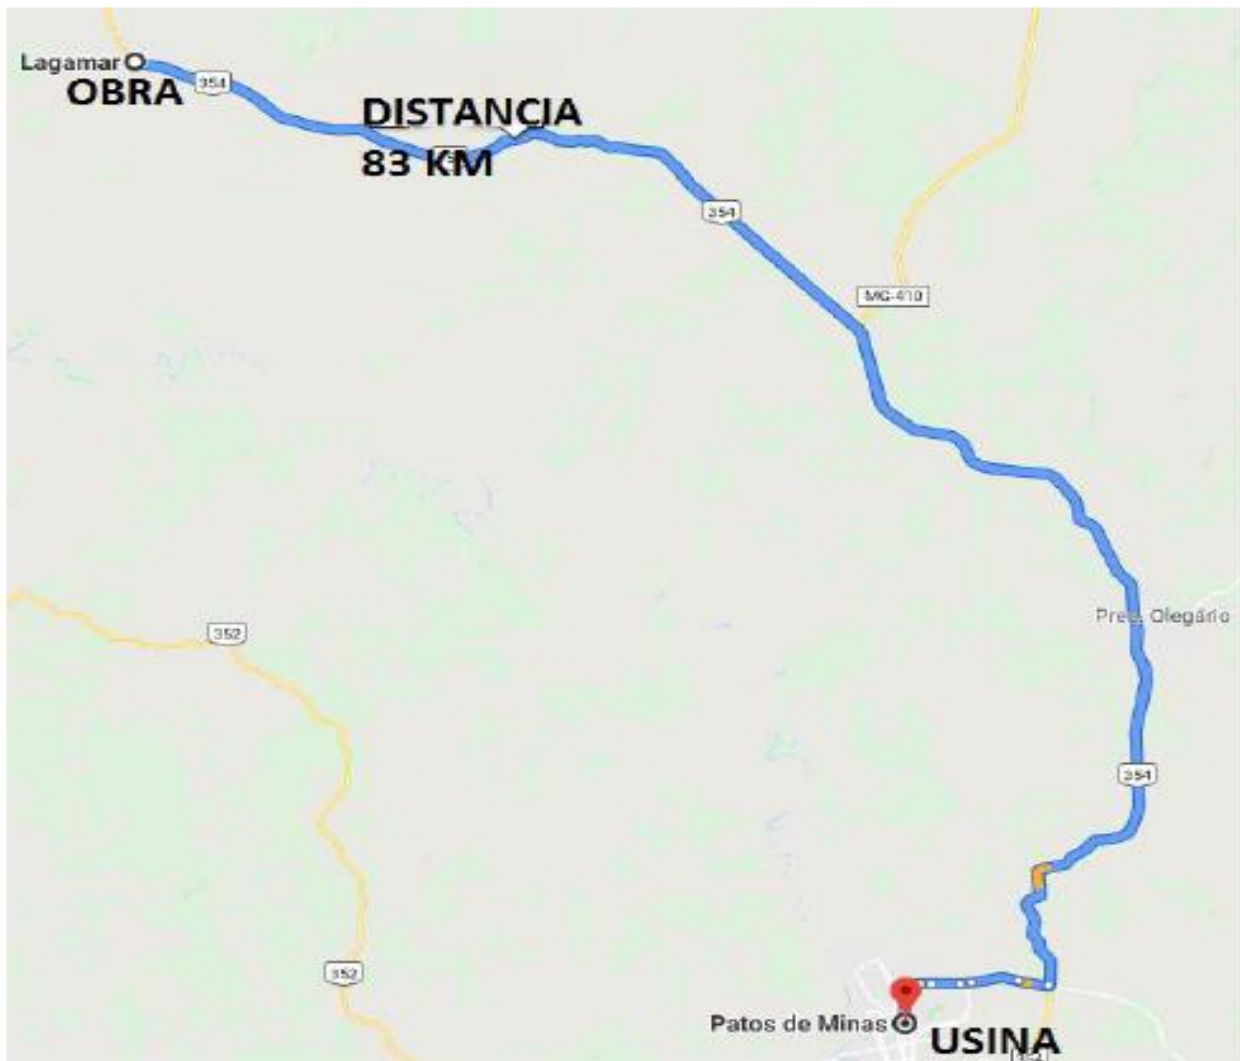 Lagamar
OBRA
354
DISTANCIA
83 KM
354
MG-410
352
Pres. Olegário
354
352
Patos de Minas
USINA